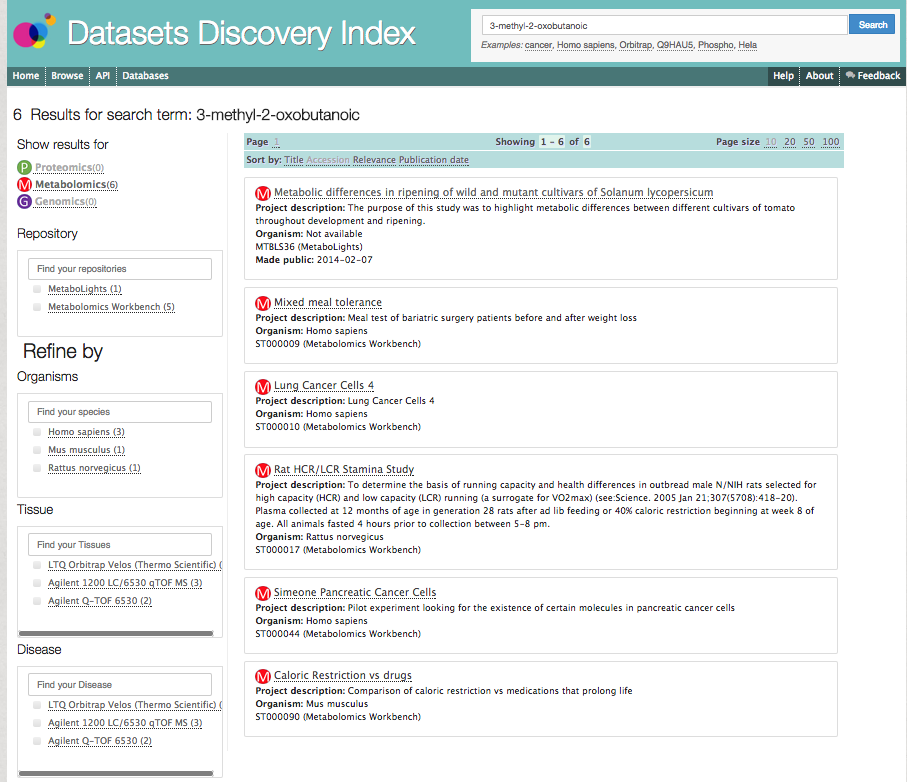 Datasets Discovery Index
3-methyl-2-oxobutanoic
Search
Examples: cancer, Homo sapiens, Orbitrap, Q9HAU5, Phospho, Hela
Home Browse API Databases
Help About Feedback
6 Results for search term: 3-methyl-2-oxobutanoic
Show results for
P Proteomics(0)
M Metabolomics(6)
G Genomics(0)
Repository
Find your repositories
MetaboLights (1)
Metabolomics Workbench (5)
Refine by
Organisms
Find your species
Homo sapiens (3)
Mus musculus (1)
Rattus norvegicus (1)
Tissue
Find your Tissues
LTQ Orbitrap Velos (Thermo Scientific) (
Agilent 1200 LC/6530 qTOF MS (3)
Agilent Q-TOF 6530 (2)
Disease
Find your Disease
LTQ Orbitrap Velos (Thermo Scientific) (
Agilent 1200 LC/6530 qTOF MS (3)
Agilent Q-TOF 6530 (2)
Page 1 Showing 1 - 6 of 6 Page size 10 20 50 100
Sort by: Title Accession Relevance Publication date
M Metabolic differences in ripening of wild and mutant cultivars of Solanum lycopersicum
Project description: The purpose of this study was to highlight metabolic differences between different cultivars of tomato
throughout development and ripening.
Organism: Not available
MTBLS36 (MetaboLights)
Made public: 2014-02-07
M Mixed meal tolerance
Project description: Meal test of bariatric surgery patients before and after weight loss
Organism: Homo sapiens
ST000009 (Metabolomics Workbench)
M Lung Cancer Cells 4
Project description: Lung Cancer Cells 4
Organism: Homo sapiens
ST000010 (Metabolomics Workbench)
M Rat HCR/LCR Stamina Study
Project description: To determine the basis of running capacity and health differences in outbread male N/NIH rats selected for
high capacity (HCR) and low capacity (LCR) running (a surrogate for VO2max) (see:Science. 2005 Jan 21;307(5708):418-20).
Plasma collected at 12 months of age in generation 28 rats after ad lib feeding or 40% caloric restriction beginning at week 8 of
age. All animals fasted 4 hours prior to collection between 5-8 pm.
Organism: Rattus norvegicus
ST000017 (Metabolomics Workbench)
M Simeone Pancreatic Cancer Cells
Project description: Pilot experiment looking for the existence of certain molecules in pancreatic cancer cells
Organism: Homo sapiens
ST000044 (Metabolomics Workbench)
M Caloric Restriction vs drugs
Project description: Comparison of caloric restriction vs medications that prolong life
Organism: Mus musculus
ST000090 (Metabolomics Workbench)